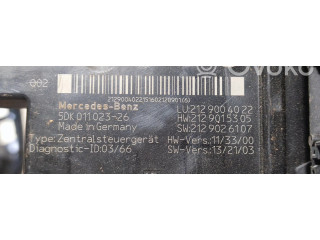 002
OVOKO
Mercedes-Benz LU:212 900 40 22
5DK 011 023-26 HW:212 901 53 05
Made in Germany SW:212 902 61 07
Type:Zentralsteuergerät HW-Vers:11/33/00
Diagnostic-ID:03/66 SW-Vers:13/21/03